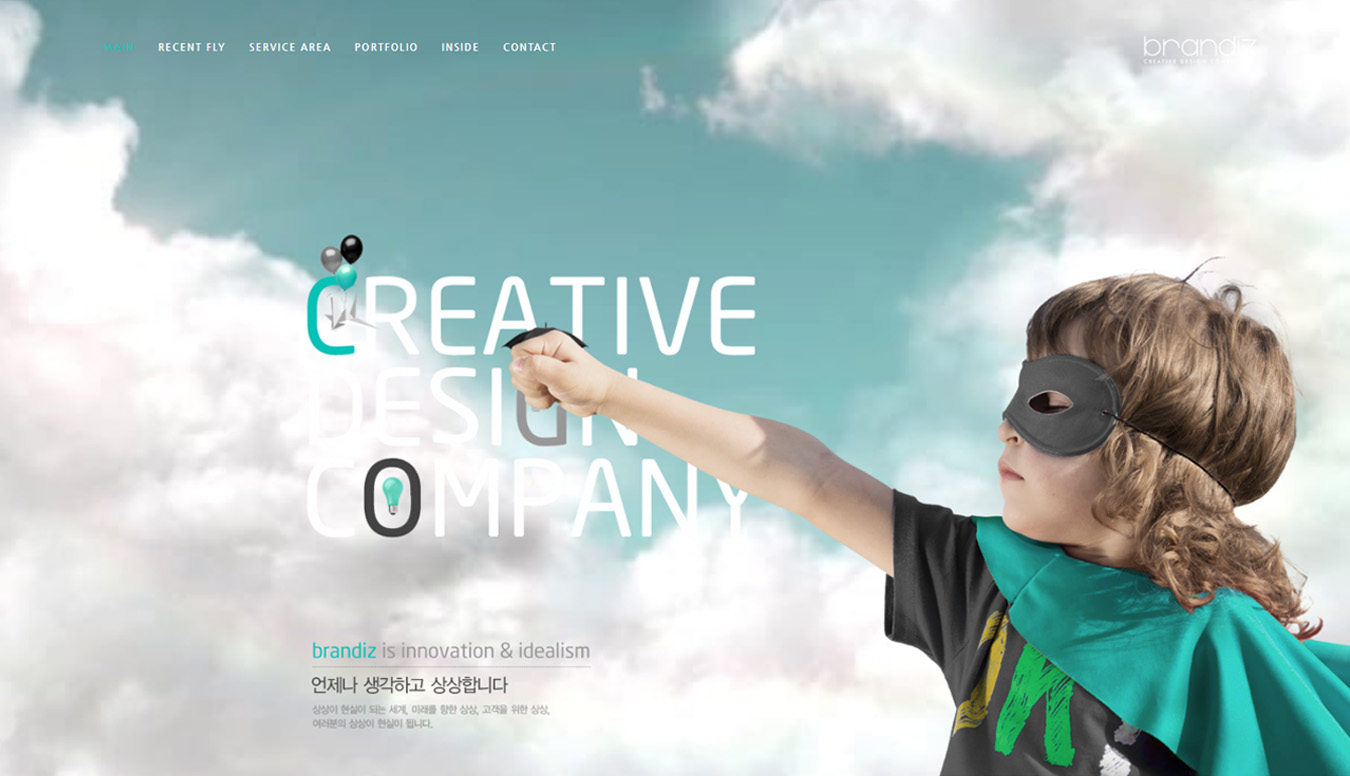 MAIN RECENT FLY SERVICE AREA PORTFOLIO INSIDE CONTACT
brandiz
CREATIVE DESIGN
CREATIVE
DESIGN
COMPANY
brandiz is innovation & idealism
언제나 생각하고 상상합니다
상상이 현실이 되는 세계, 미래를 향한 상상, 고객을 위한 상상,
여러분의 상상이 현실이 됩니다.